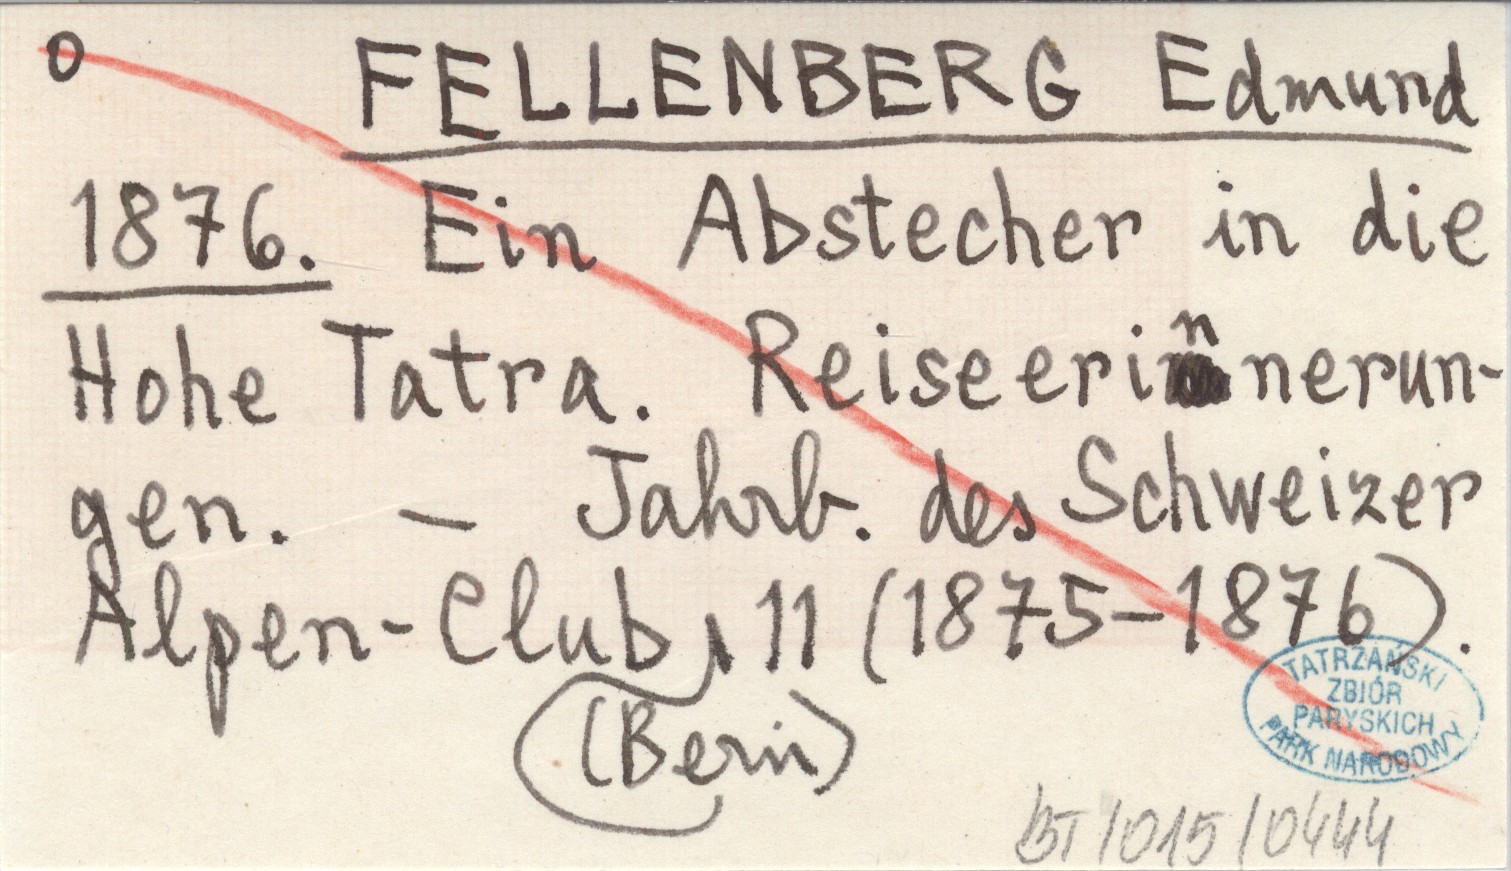 o FELLENBERG Edmund
1876. Ein Abstecher in die
Hohe Tatra. Reiseerinnerun-
gen. - Jahrb. des Schweizer
Alpen-Club, 11 (1875-1876).
(Bern)
TATRZAŃSKI
ZBIÓR
PARYSKICH
PARK NARODOWY
BT/015/0444